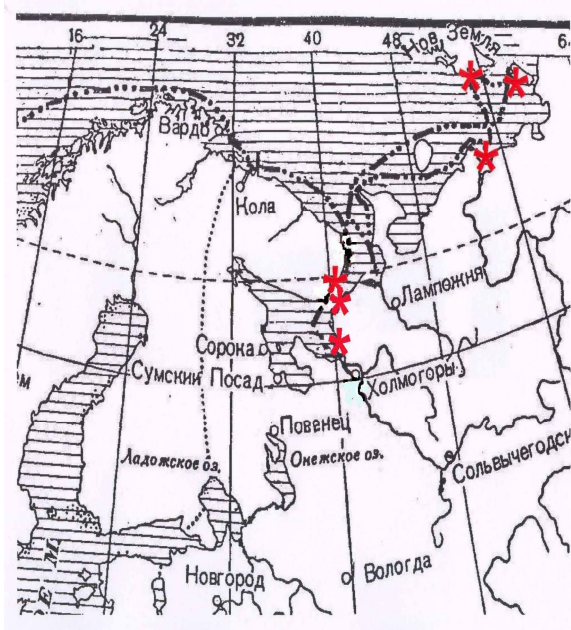 16
24
32
40
48
6
Нов. Земля
Вардо
Кола
Лампожня
Сорока
Сумский Посад
Холмогоры
ем
Повенец
Ладожское оз.
Онежское оз.
Сольвычегодск
Новгород
Вологда
Е М